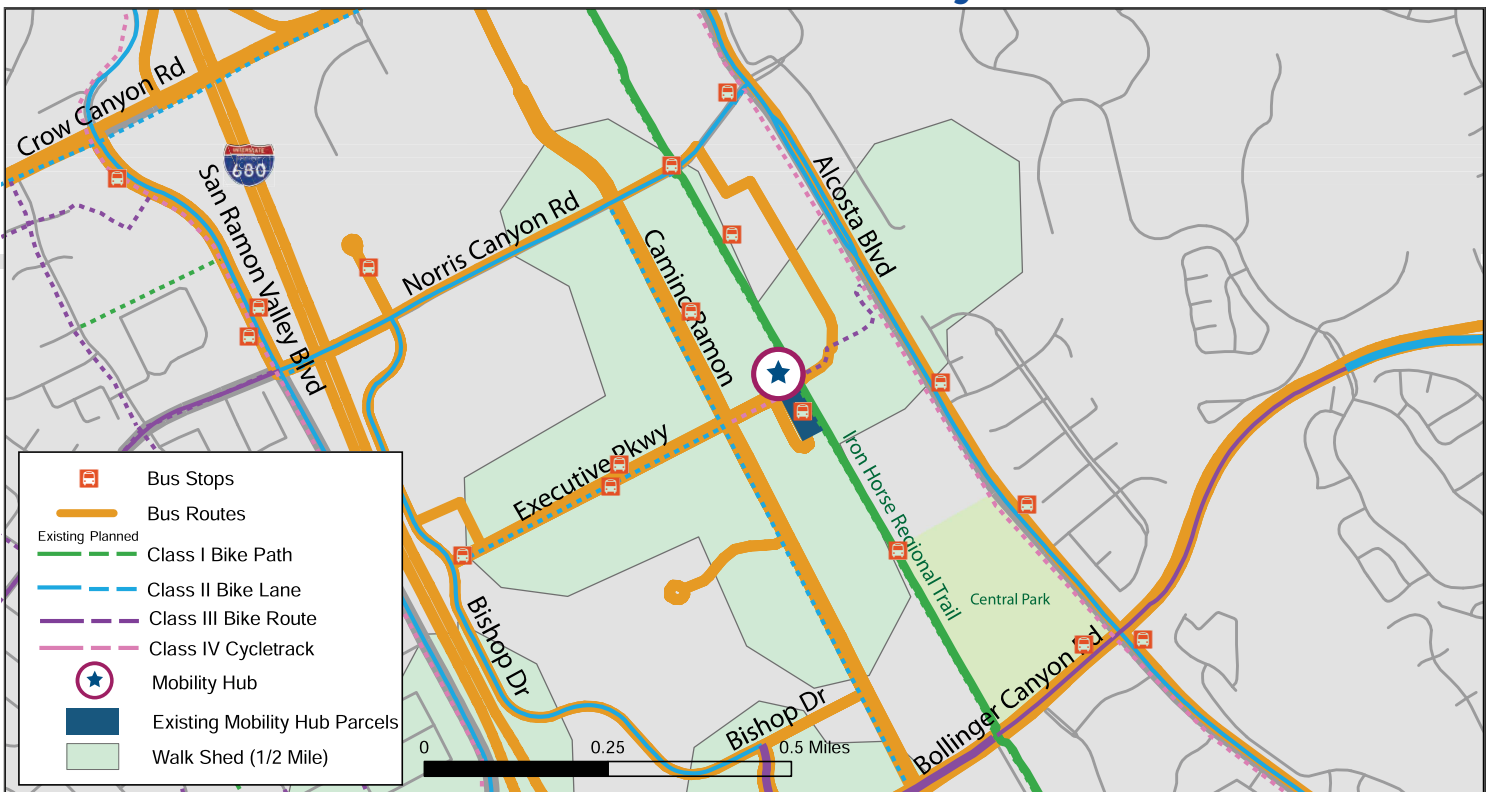 Crow Canyon Rd
INTERSTATE
680
San Ramon Valley Blvd
Norris Canyon Rd
Camino Ramon
Alcosta Blvd
Executive Pkwy
Iron Horse Regional Trail
Central Park
Bishop Dr
Bishop Dr
Bollinger Canyon Rd
Bus Stops
Bus Routes
Existing Planned
Class I Bike Path
Class II Bike Lane
Class III Bike Route
Class IV Cycletrack
Mobility Hub
Existing Mobility Hub Parcels
Walk Shed (1/2 Mile)
0 0.25 0.5 Miles